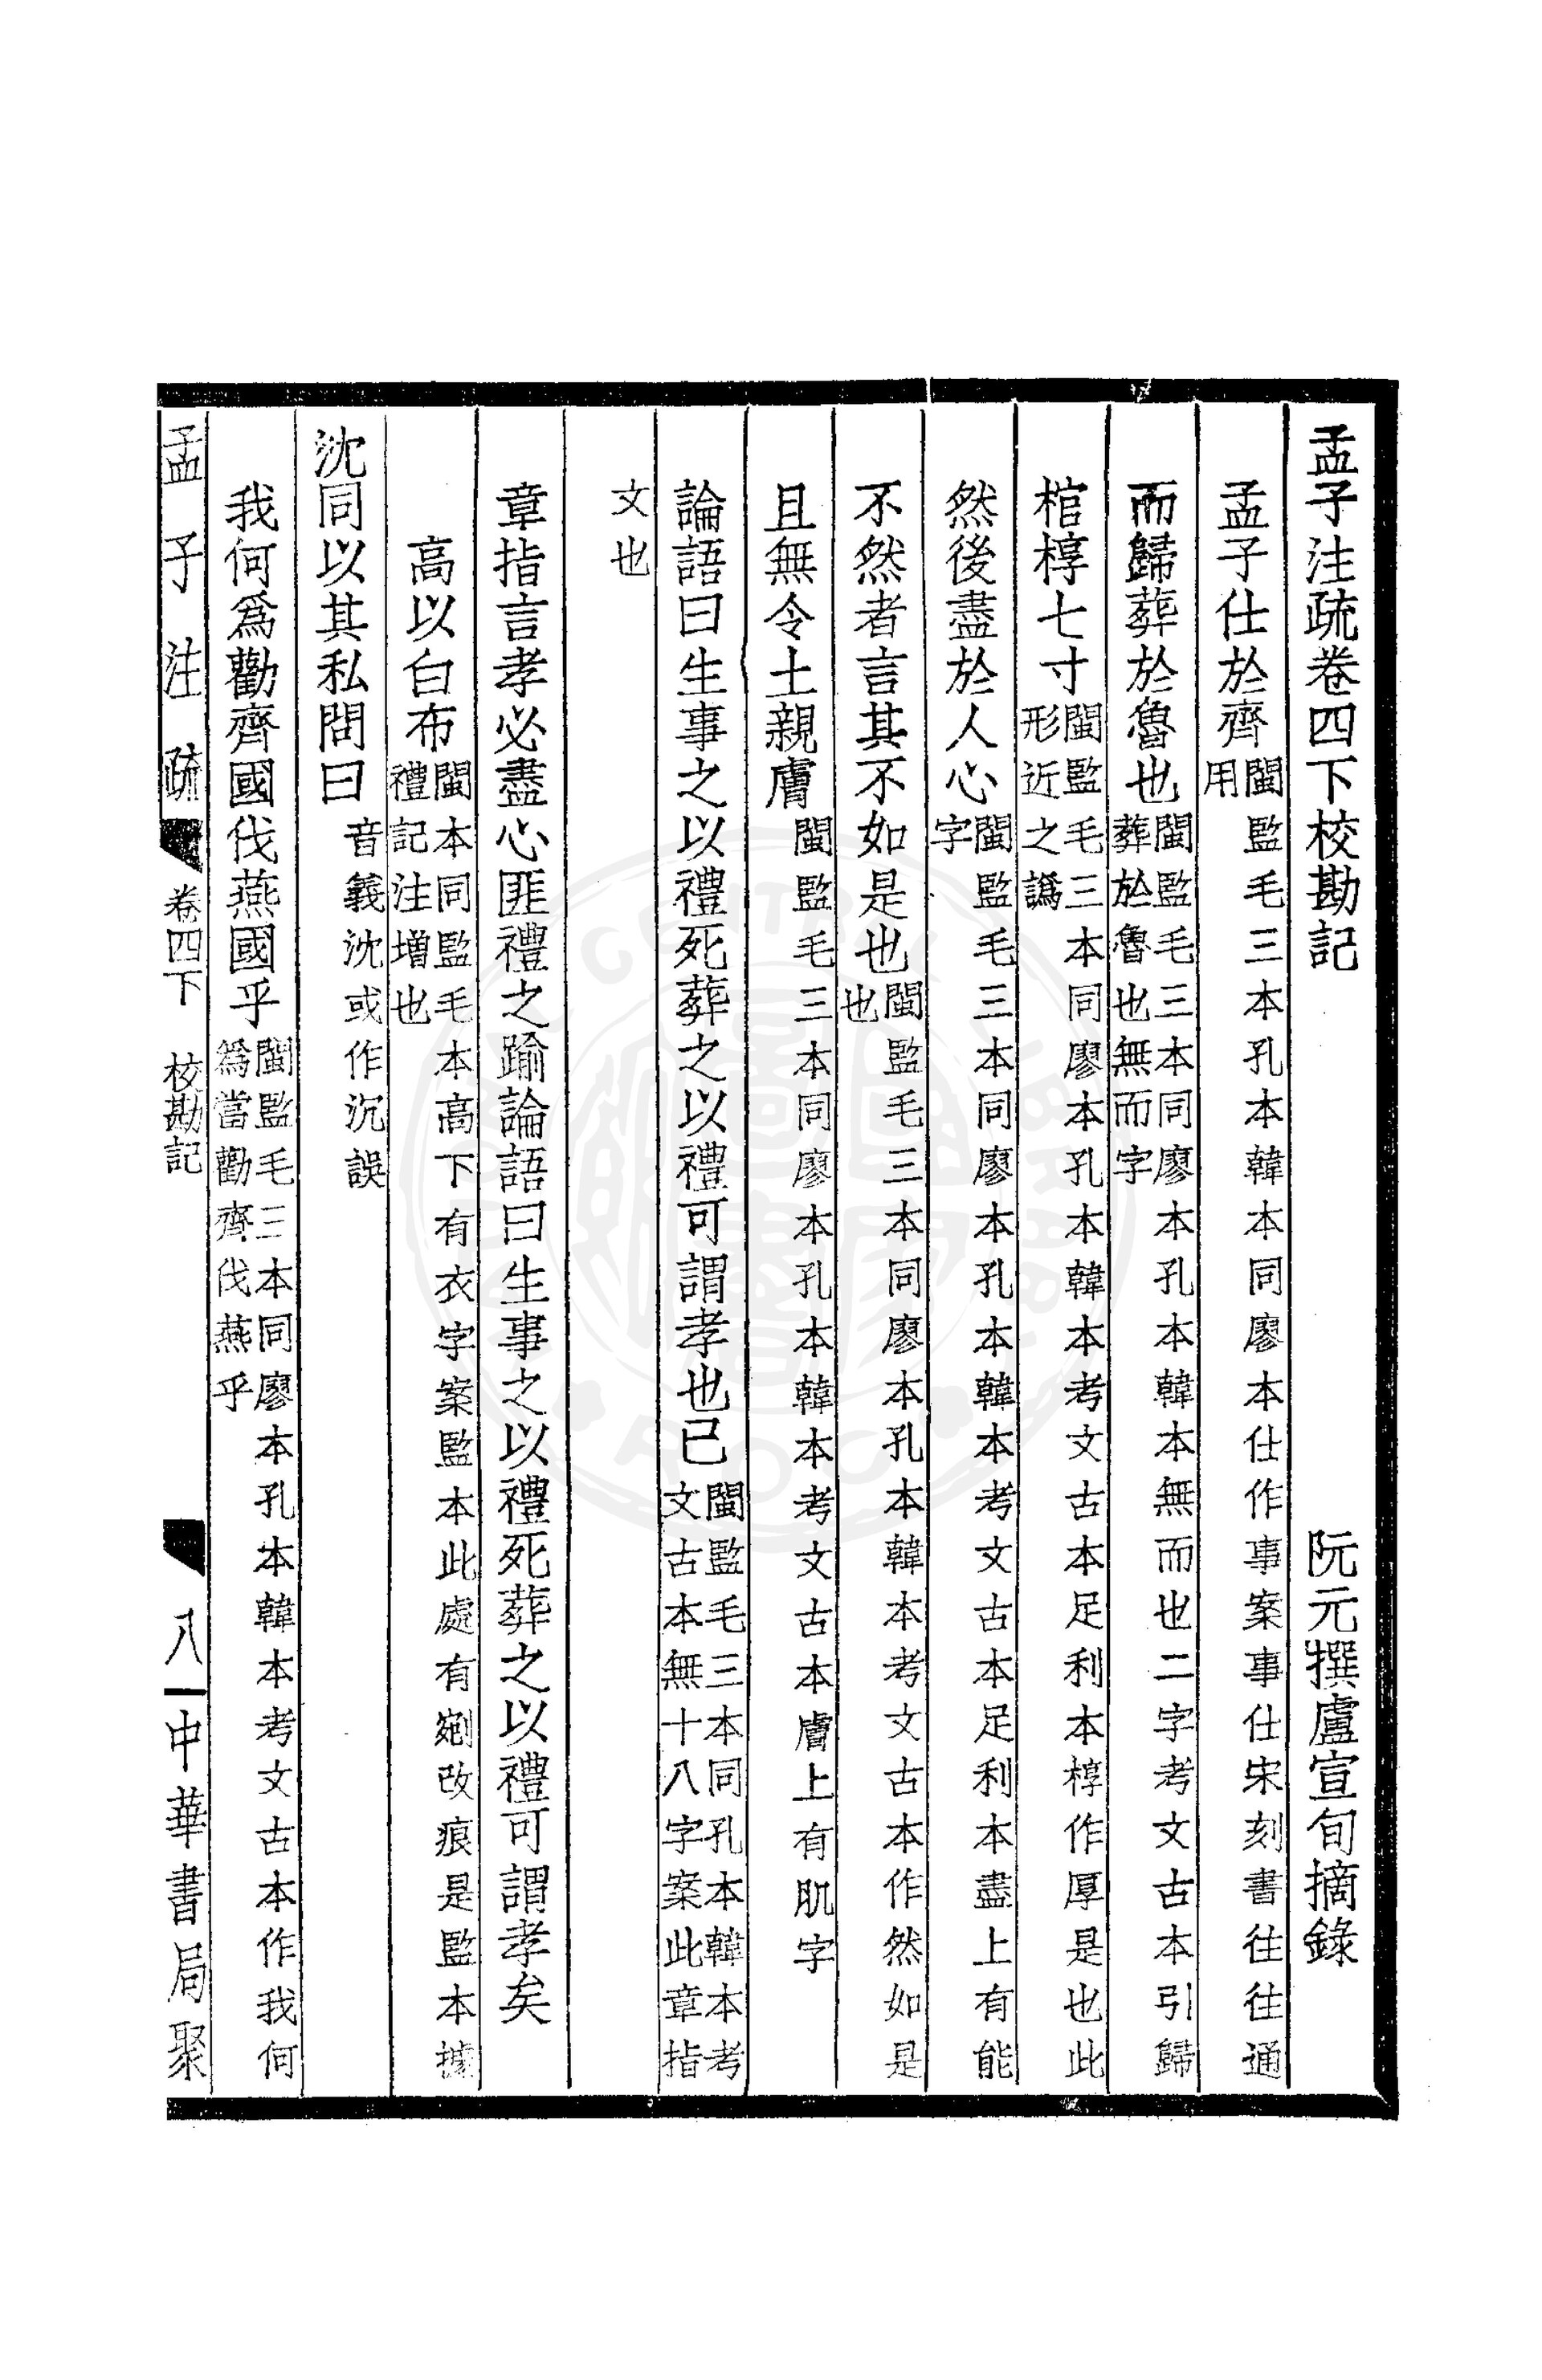 孟子注疏卷四下校勘記 阮元撰盧宣旬摘錄
孟子仕於齊 閩監毛三本孔本韓本同廖本仕作事案事仕宋刻書往往通
用
而歸葬於魯也 閩監毛三本同廖本孔本韓本無而也二字考文古本引歸
葬於魯也無而字
棺椁七寸 閩監毛三本同廖本孔本韓本考文古本足利本椁作厚是也此
形近之譌
然後盡於人心 閩監毛三本同廖本孔本韓本考文古本足利本盡上有能
字
不然者言其不如是也 閩監毛三本同廖本孔本韓本考文古本作然如是
也
且無令土親膚 閩監毛三本同廖本孔本韓本考文古本膚上有肌字
論語曰生事之以禮死葬之以禮可謂孝也已 閩監毛三本同孔本韓本考
文古本無十八字案此章指
文也
章指言孝必盡心匪禮之踰論語曰生事之以禮死葬之以禮可謂孝矣
高以白布 閩本同監毛本高下有衣字案監本此處有剜改痕是監本據
禮記注增也
沈同以其私問曰 音義沈或作沉誤
我何爲勸齊國伐燕國乎 閩監毛三本同廖本孔本韓本考文古本作我何
爲當勸齊伐燕乎
孟子注疏 卷四下 校勘記 八 中華書局聚
CENTRAL LIBRARY
ROC